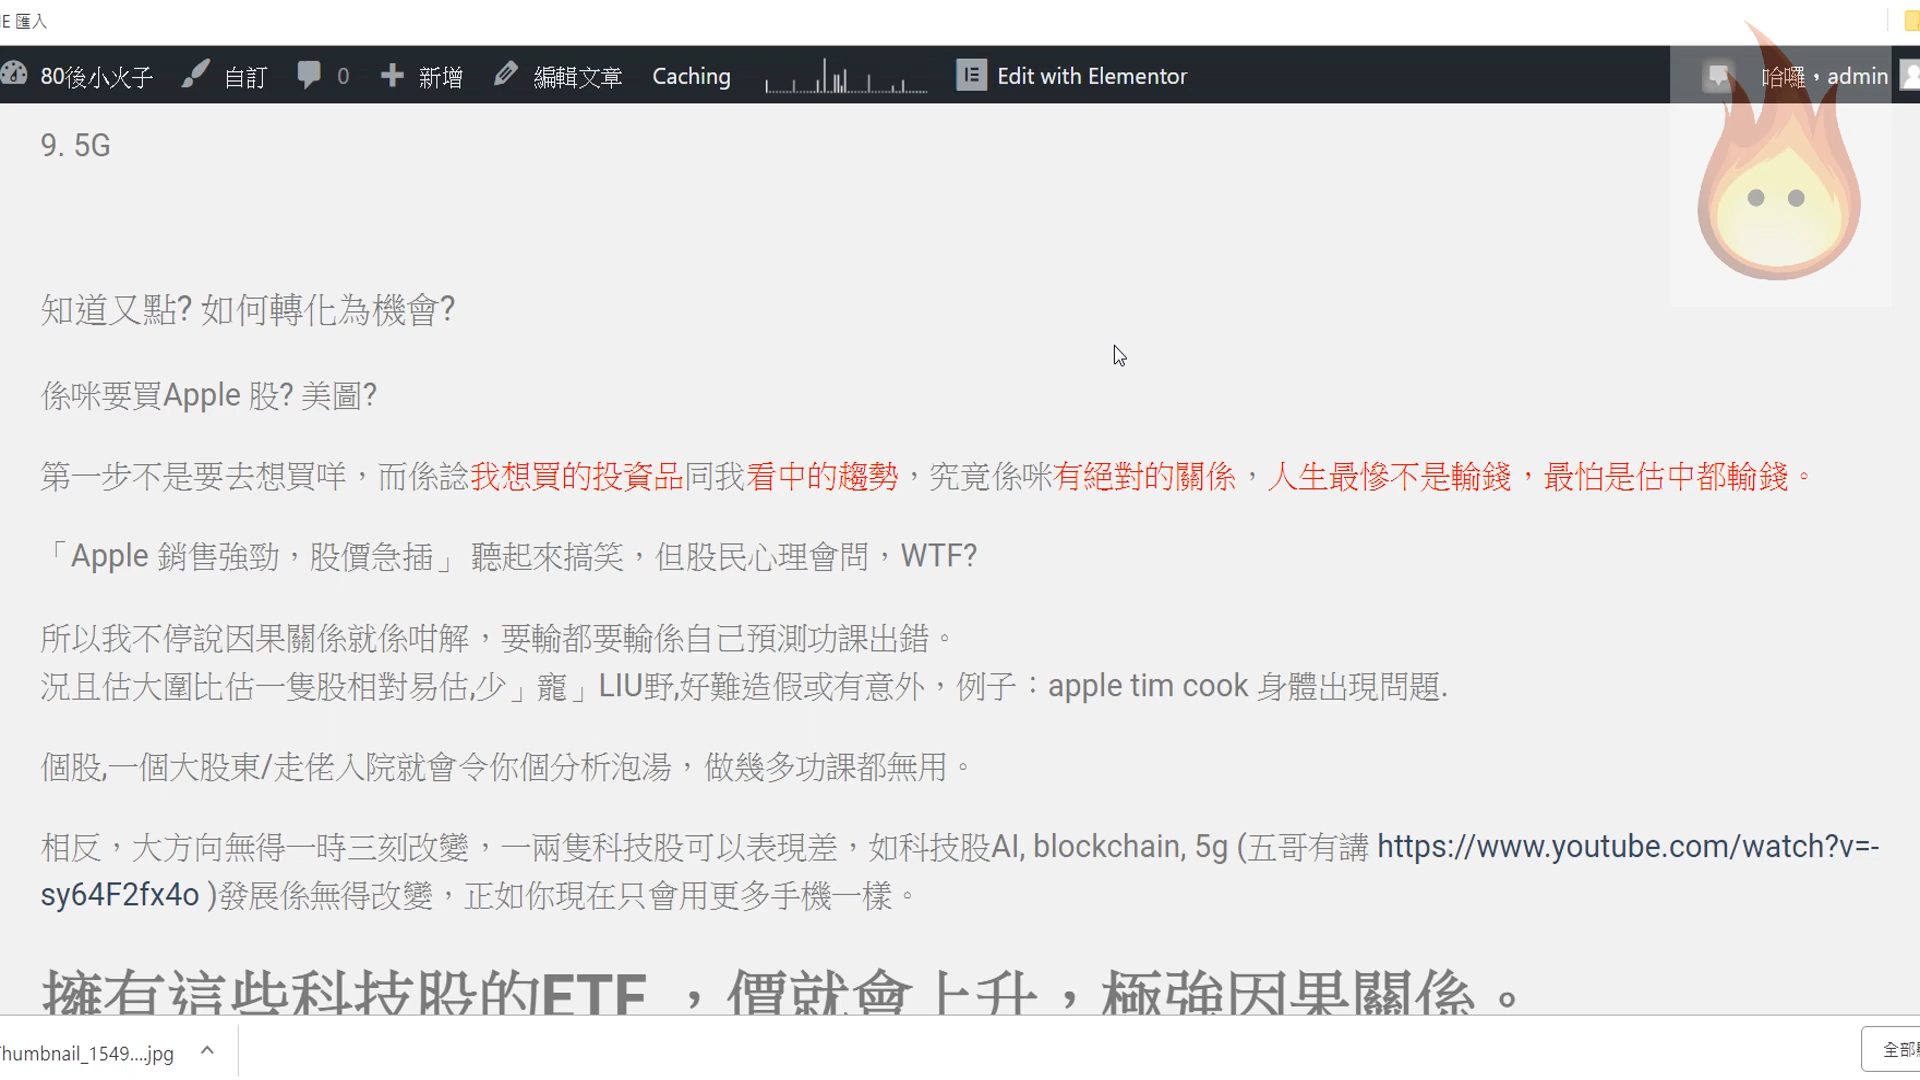 IE 匯入
80後小火子 自訂 0 新增 編輯文章 Caching Edit with Elementor 哈囉，admin
9. 5G
知道又點? 如何轉化為機會?
係咪要買Apple 股? 美圖?
第一步不是要去想買咩，而係諗我想買的投資品同我看中的趨勢，究竟係咪有絕對的關係，人生最慘不是輸錢，最怕是估中都輸錢。
「Apple 銷售強勁，股價急插」 聽起來搞笑，但股民心理會問，WTF?
所以我不停說因果關係就係咁解，要輸都要輸係自己預測功課出錯。
況且估大圍比估一隻股相對易估,少」寵」LIU野,好難造假或有意外，例子：apple tim cook 身體出現問題.
個股,一個大股東/走佬入院就會令你個分析泡湯，做幾多功課都無用。
相反，大方向無得一時三刻改變，一兩隻科技股可以表現差，如科技股AI, blockchain, 5g (五哥有講 https://www.youtube.com/watch?v=-
sy64F2fx4o )發展係無得改變，正如你現在只會用更多手機一樣。
擁有這些科技股的ETF ，價就會上升，極強因果關係。
humbnail_1549....jpg 全部